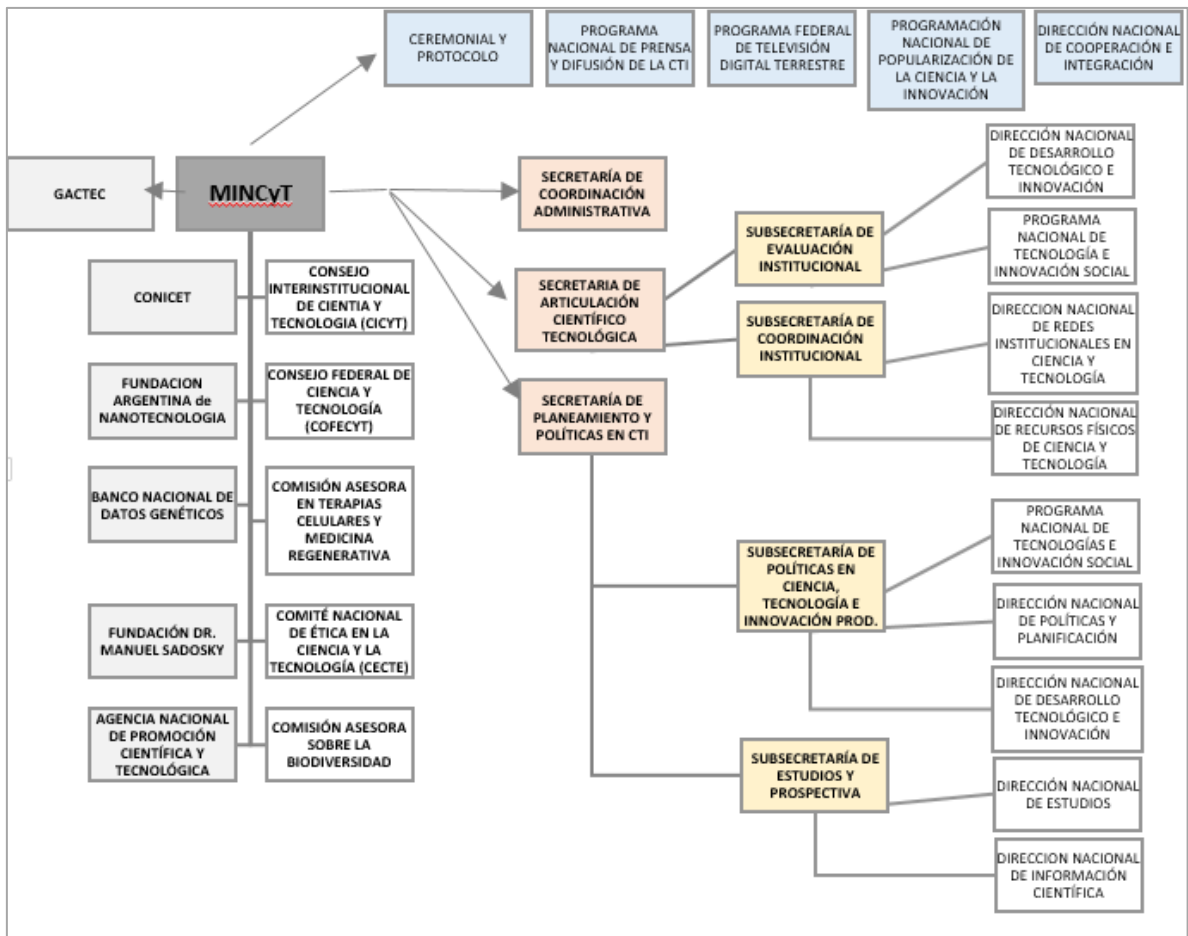 CEREMONIAL Y
PROTOCOLO
PROGRAMA
NACIONAL DE PRENSA
Y DIFUSIÓN DE LA CTI
PROGRAMA FEDERAL
DE TELEVISIÓN
DIGITAL TERRESTRE
PROGRAMACIÓN
NACIONAL DE
POPULARIZACIÓN DE
LA CIENCIA Y LA
INNOVACIÓN
DIRECCIÓN NACIONAL
DE COOPERACIÓN E
INTEGRACIÓN
GACTEC
MINCyT
CONICET
CONSEJO
INTERINSTITUCIONAL
DE CIENTIA Y
TECNOLOGIA (CICYT)
FUNDACION
ARGENTINA de
NANOTECNOLOGIA
CONSEJO FEDERAL DE
CIENCIA Y
TECNOLOGÍA
(COFECYT)
BANCO NACIONAL DE
DATOS GENÉTICOS
COMISIÓN ASESORA
EN TERAPIAS
CELULARES Y
MEDICINA
REGENERATIVA
FUNDACIÓN DR.
MANUEL SADOSKY
COMITÉ NACIONAL
DE ÉTICA EN LA
CIENCIA Y LA
TECNOLOGÍA (CECTE)
AGENCIA NACIONAL
DE PROMOCIÓN
CIENTÍFICA Y
TECNOLÓGICA
COMISIÓN ASESORA
SOBRE LA
BIODIVERSIDAD
SECRETARÍA DE
COORDINACIÓN
ADMINISTRATIVA
SECRETARIA DE
ARTICULACIÓN
CIENTÍFICO
TECNOLÓGICA
SECRETARÍA DE
PLANEAMIENTO Y
POLÍTICAS EN CTI
SUBSECRETARÍA DE
EVALUACIÓN
INSTITUCIONAL
SUBSECRETARÍA DE
COORDINACIÓN
INSTITUCIONAL
SUBSECRETARÍA DE
POLÍTICAS EN
CIENCIA,
TECNOLOGÍA E
INNOVACIÓN PROD.
SUBSECRETARÍA DE
ESTUDIOS Y
PROSPECTIVA
DIRECCIÓN NACIONAL
DE DESARROLLO
TECNOLÓGICO E
INNOVACIÓN
PROGRAMA
NACIONAL DE
TECNOLOGÍA E
INNOVACIÓN SOCIAL
DIRECCION NACIONAL
DE REDES
INSTITUCIONALES EN
CIENCIA Y
TECNOLOGÍA
DIRECCIÓN NACIONAL
DE RECURSOS FÍSICOS
DE CIENCIA Y
TECNOLOGÍA
PROGRAMA
NACIONAL DE
TECNOLOGÍAS E
INNOVACIÓN SOCIAL
DIRECCIÓN NACIONAL
DE POLÍTICAS Y
PLANIFICACIÓN
DIRECCIÓN NACIONAL
DE DESARROLLO
TECNOLÓGICO E
INNOVACIÓN
DIRECCIÓN NACIONAL
DE ESTUDIOS
DIRECCION NACIONAL
DE INFORMACIÓN
CIENTÍFICA